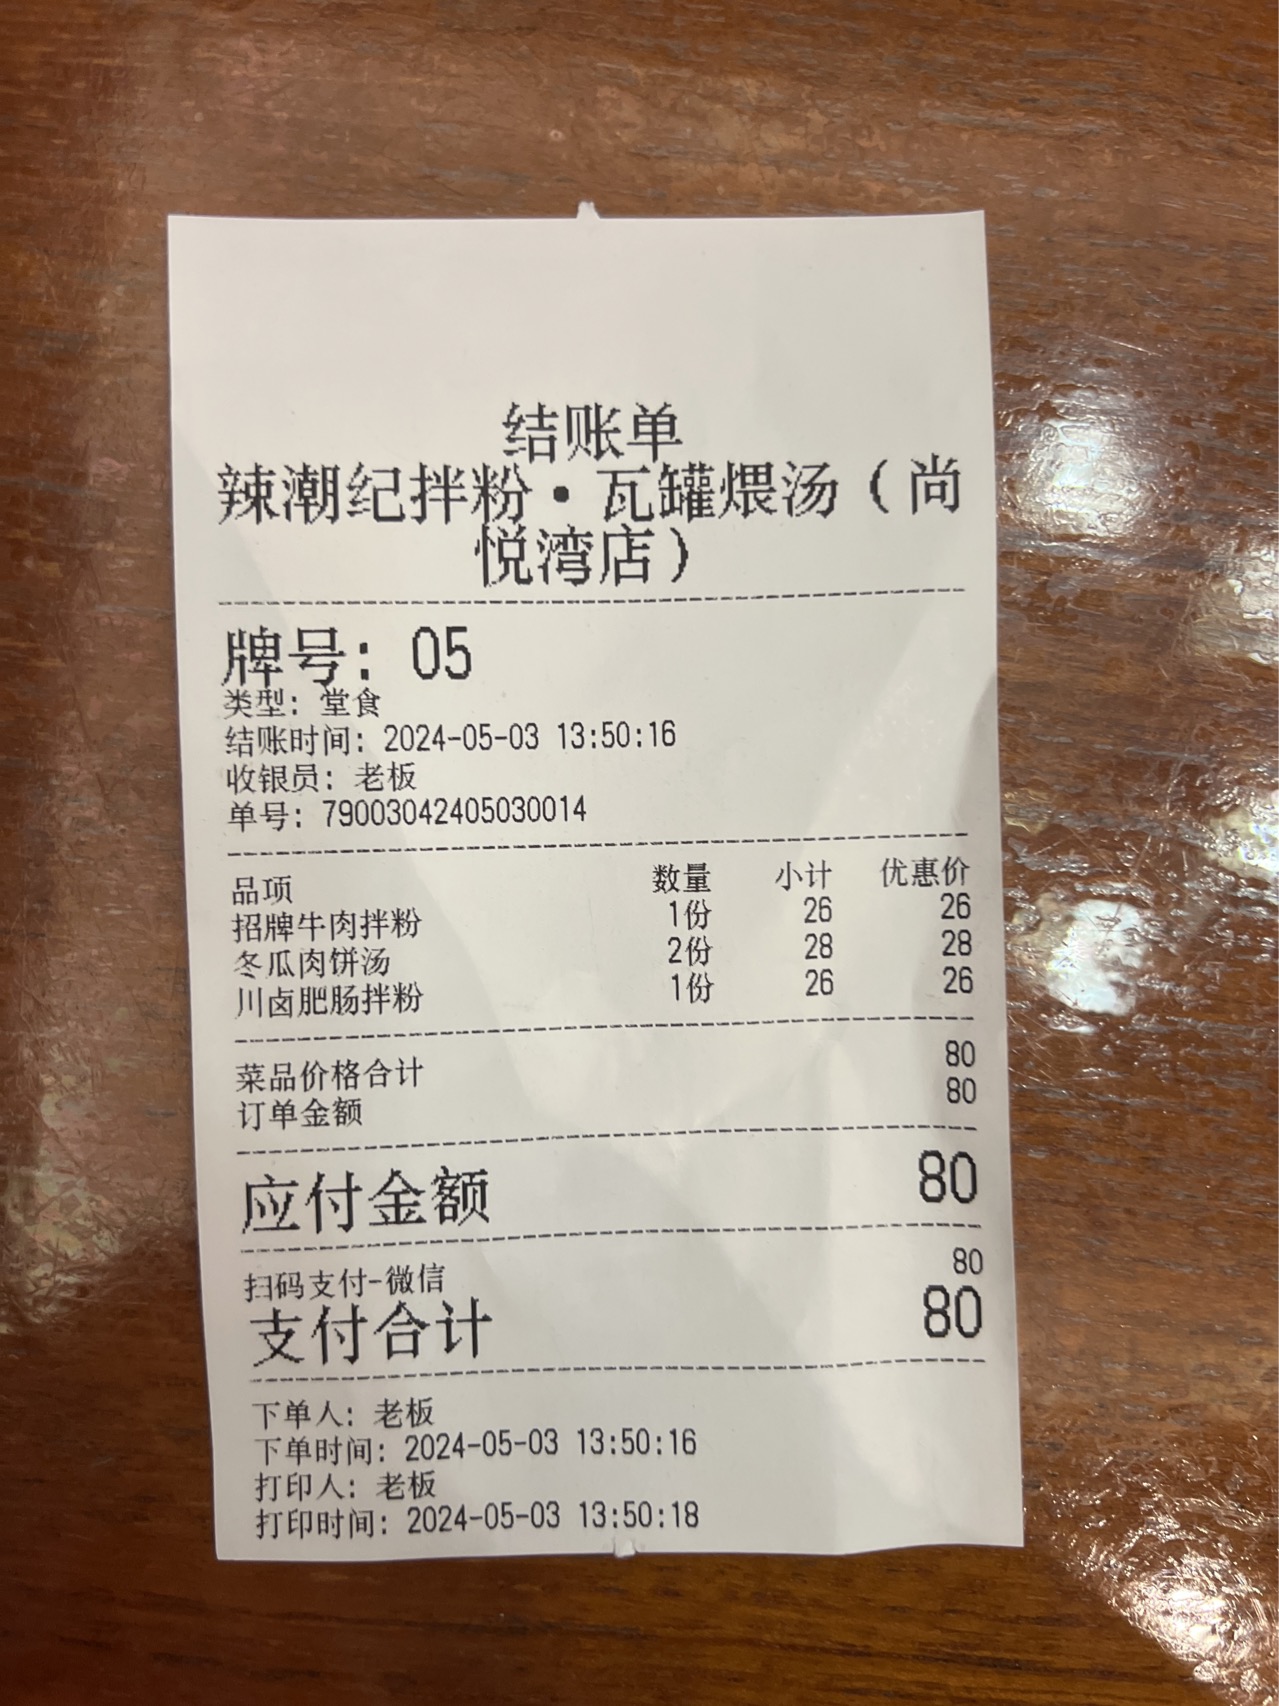 结账单
辣潮纪拌粉·瓦罐煨汤（尚
悦湾店）
牌号: 05
类型: 堂食
结账时间: 2024-05-03 13:50:16
收银员: 老板
单号: 79003042405030014
品项 数量 小计 优惠价
招牌牛肉拌粉 1份 26 26
冬瓜肉饼汤 2份 28 28
川卤肥肠拌粉 1份 26 26
菜品价格合计 80
订单金额 80
应付金额 80
扫码支付-微信 80
支付合计 80
下单人: 老板
下单时间: 2024-05-03 13:50:16
打印人: 老板
打印时间: 2024-05-03 13:50:18